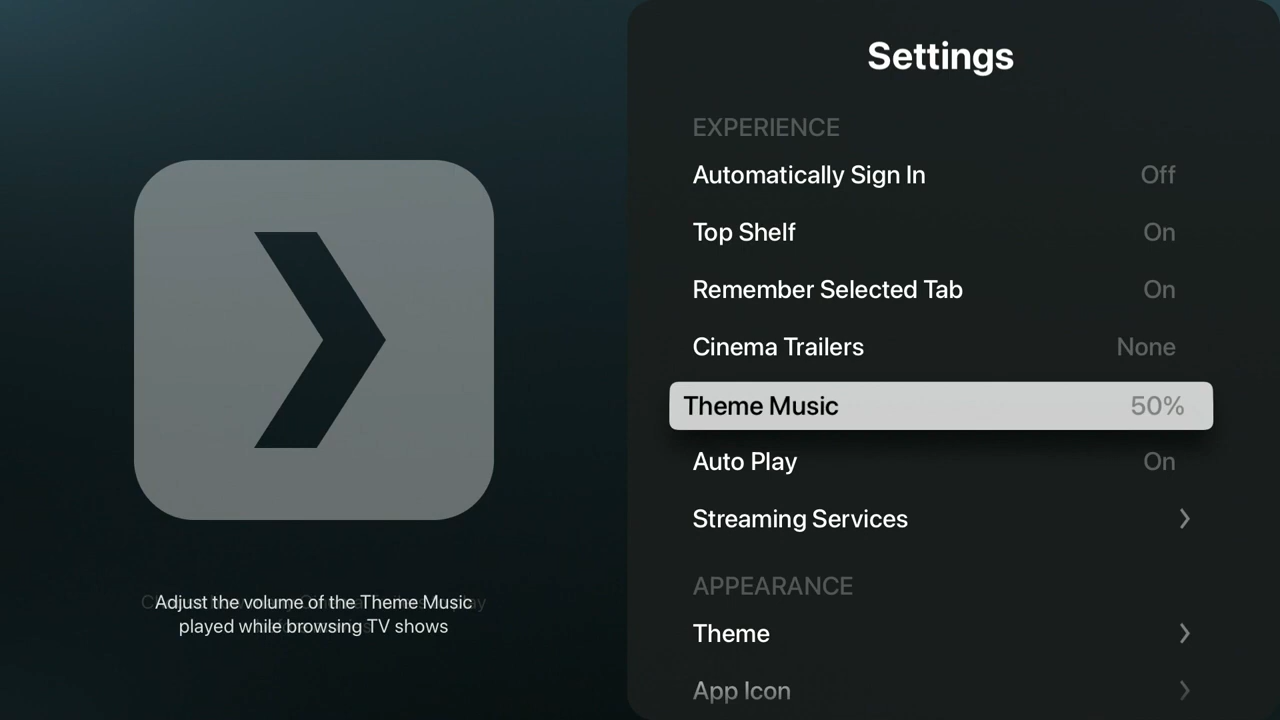 Settings
EXPERIENCE
Automatically Sign In Off
Top Shelf On
Remember Selected Tab On
Cinema Trailers None
Theme Music 50%
Auto Play On
Streaming Services
APPEARANCE
Theme
App Icon
Adjust the volume of the Theme Music
played while browsing TV shows